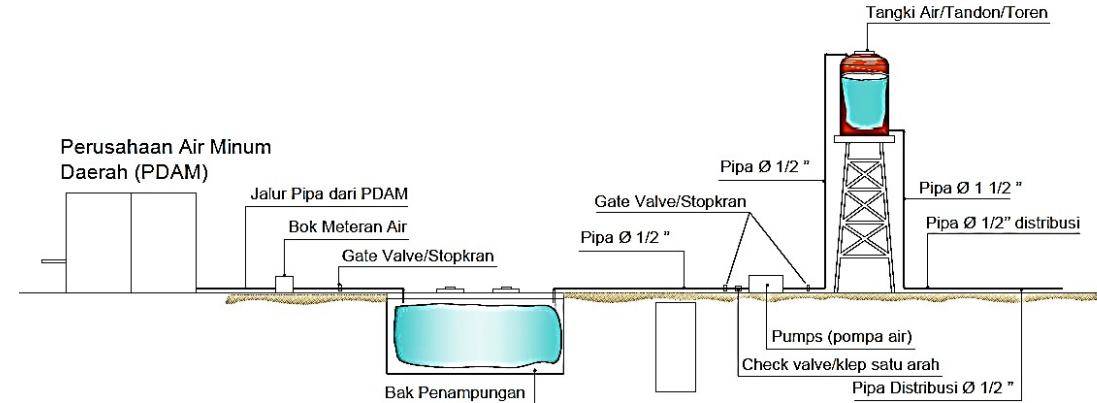 Tangki Air/Tandon/Toren
Perusahaan Air Minum
Daerah (PDAM)
Jalur Pipa dari PDAM
Bok Meteran Air
Gate Valve/Stopkran
Pipa Ø 1/2 "
Gate Valve/Stopkran
Pipa Ø 1/2 "
Pipa Ø 1 1/2 "
Pipa Ø 1/2" distribusi
Pumps (pompa air)
Check valve/klep satu arah
Pipa Distribusi Ø 1/2 "
Bak Penampungan